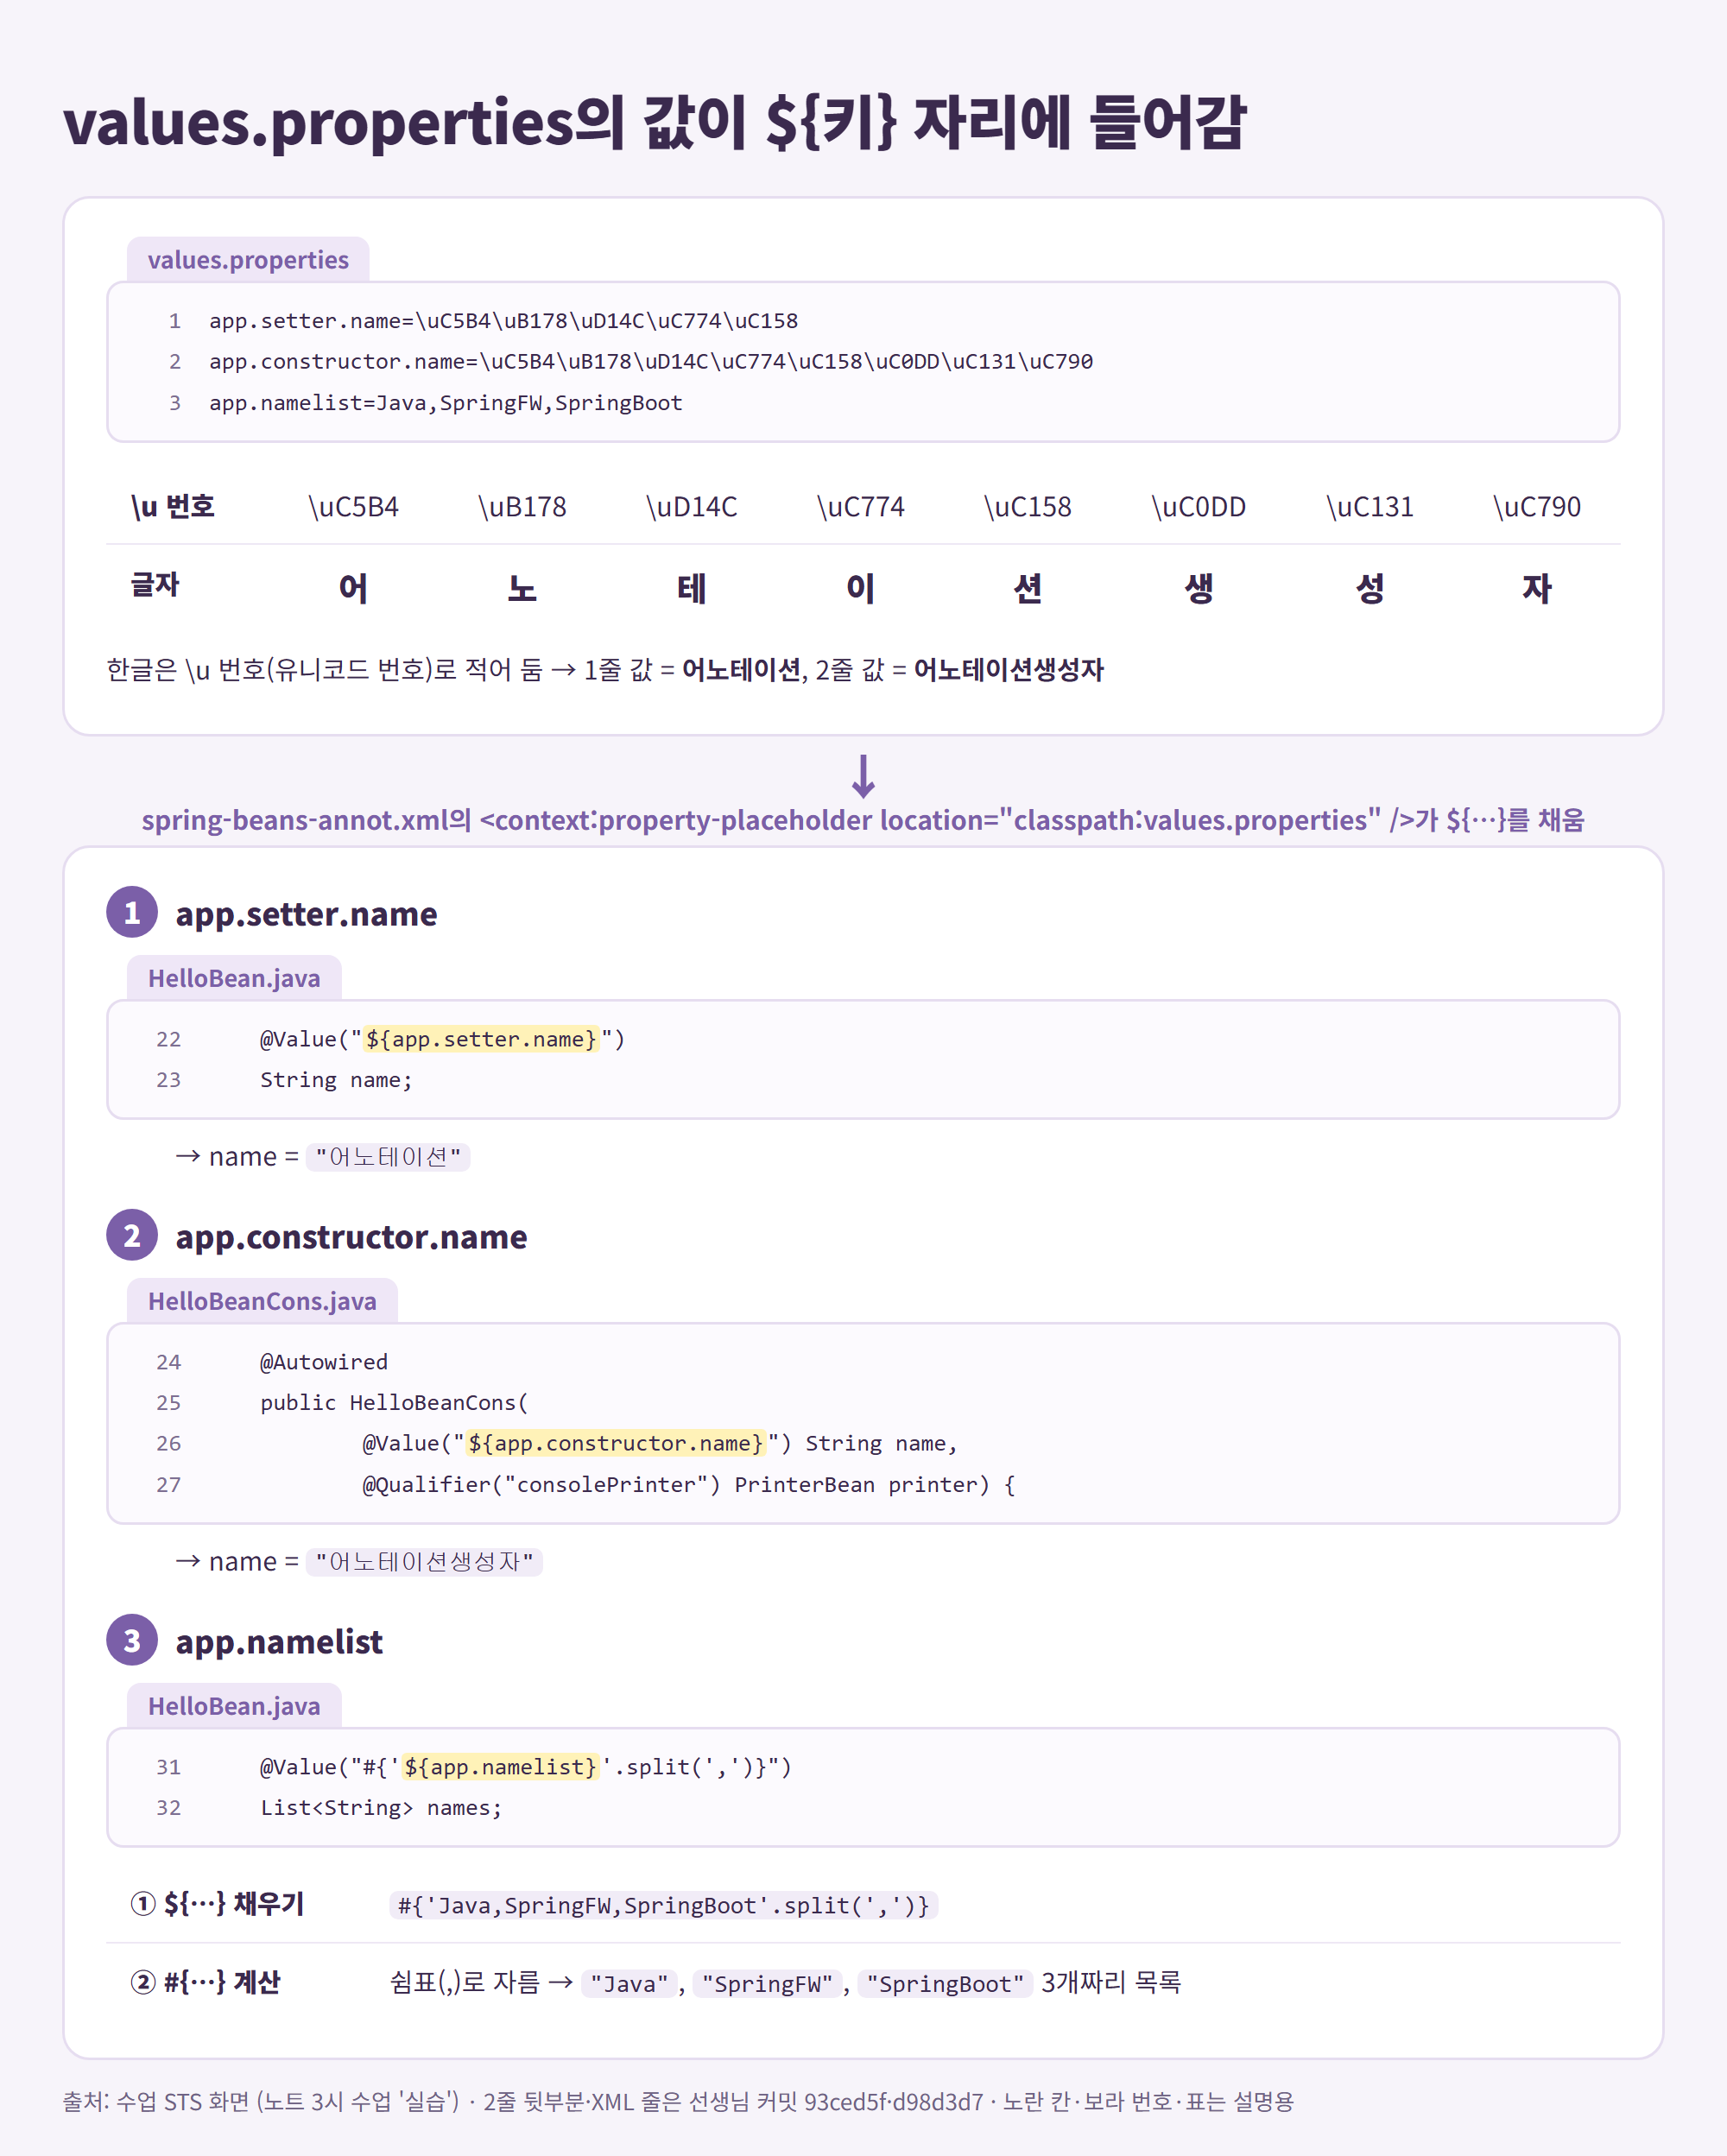 values.properties의 값이 ${키} 자리에 들어감
values.properties
1 app.setter.name=\uC5B4\uB178\uD14C\uC774\uC158
2 app.constructor.name=\uC5B4\uB178\uD14C\uC774\uC158\uC0DD\uC131\uC790
3 app.namelist=Java,SpringFW,SpringBoot
\u 번호 \uC5B4 \uB178 \uD14C \uC774 \uC158 \uC0DD \uC131 \uC790
글자 어 노 테 이 션 생 성 자
한글은 \u 번호(유니코드 번호)로 적어 둠 → 1줄 값 = 어노테이션, 2줄 값 = 어노테이션생성자
↓
spring-beans-annot.xml의 <context:property-placeholder location="classpath:values.properties" />가 ${…}를 채움
1 app.setter.name
HelloBean.java
22 @Value("${app.setter.name}")
23 String name;
→ name = "어노테이션"
2 app.constructor.name
HelloBeanCons.java
24 @Autowired
25 public HelloBeanCons(
26 @Value("${app.constructor.name}") String name,
27 @Qualifier("consolePrinter") PrinterBean printer) {
→ name = "어노테이션생성자"
3 app.namelist
HelloBean.java
31 @Value("#{'${app.namelist}'.split(',')}")
32 List<String> names;
① ${…} 채우기 #{'Java,SpringFW,SpringBoot'.split(',')}
② #{…} 계산 쉼표(,)로 자름 → "Java", "SpringFW", "SpringBoot" 3개짜리 목록
출처: 수업 STS 화면 (노트 3시 수업 '실습') · 2줄 뒷부분·XML 줄은 선생님 커밋 93ced5f·d98d3d7 · 노란 칸·보라 번호·표는 설명용